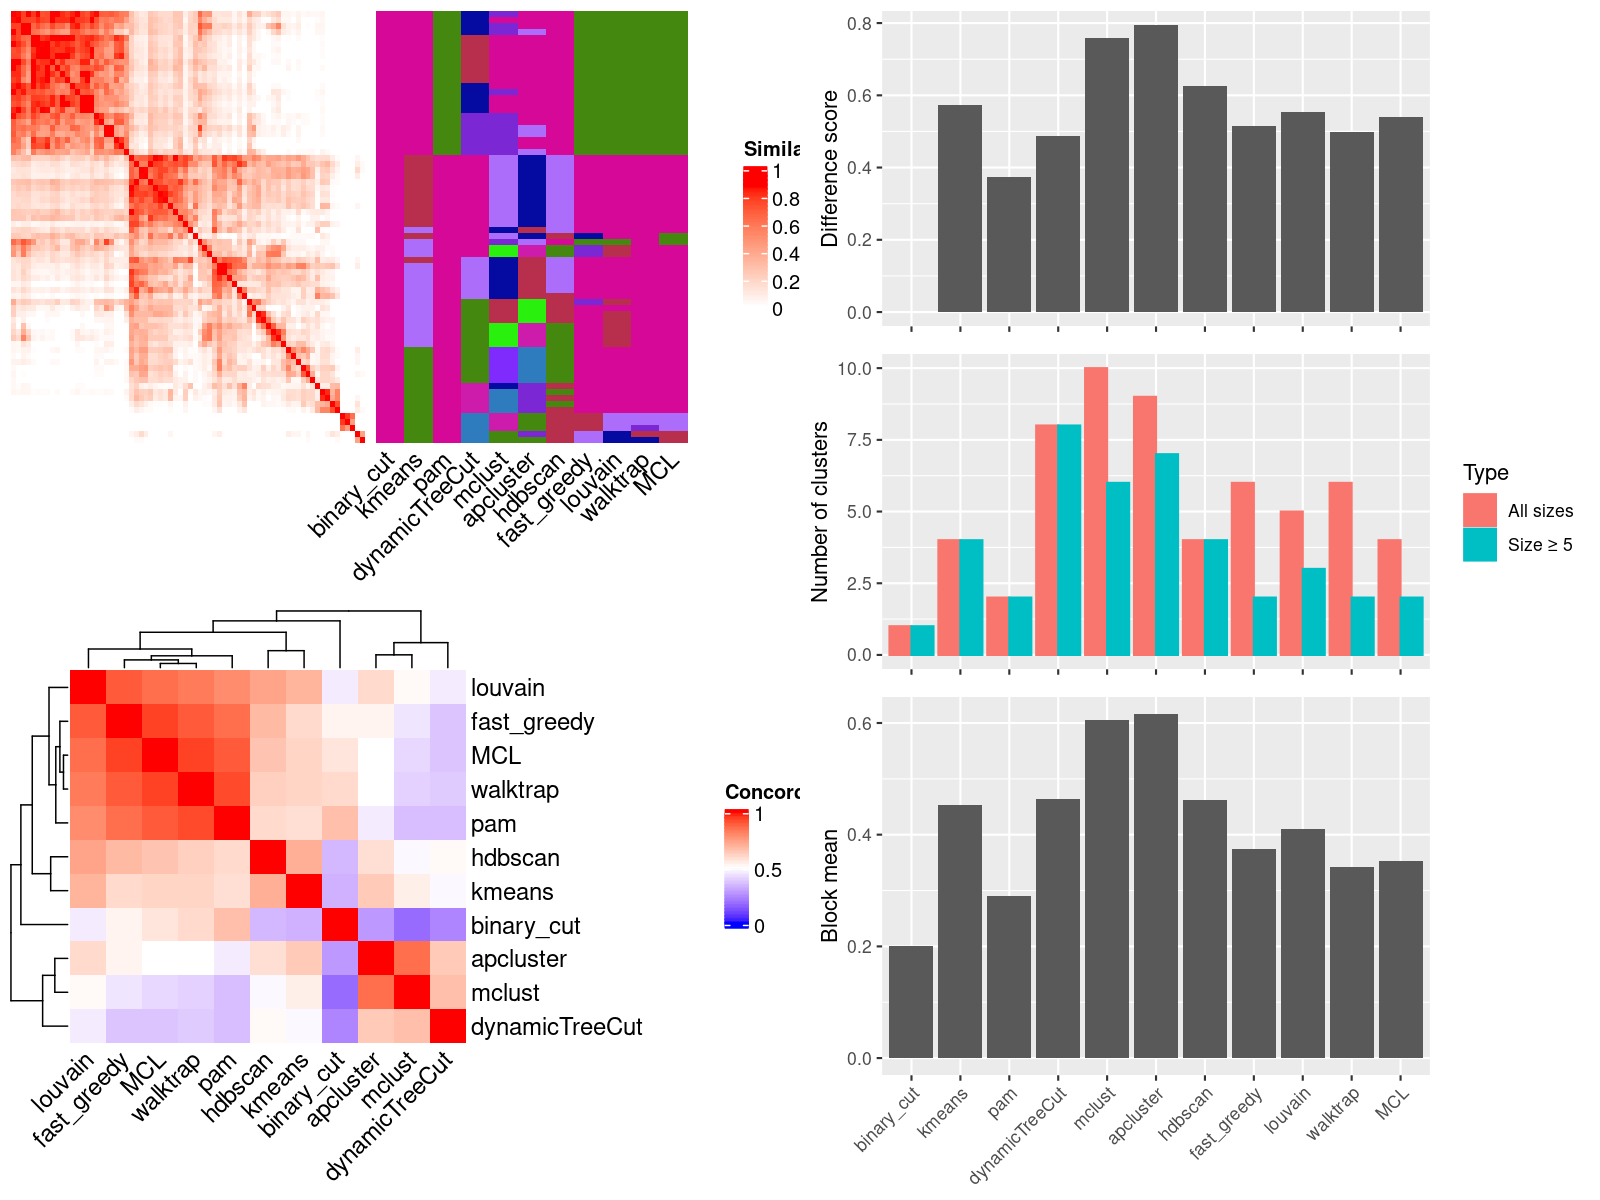 Simila
1
0.8
0.6
0.4
0.2
0
binary_cut
kmeans
pam
dynamicTreeCut
mclust
apcluster
hdbscan
fast_greedy
louvain
walktrap
MCL
louvain
fast_greedy
MCL
walktrap
pam
hdbscan
kmeans
binary_cut
apcluster
mclust
dynamicTreeCut
louvain
fast_greedy
MCL
walktrap
pam
hdbscan
kmeans
binary_cut
apcluster
mclust
dynamicTreeCut
Concord
1
0.5
0
Difference score
0.8
0.6
0.4
0.2
0.0
Number of clusters
10.0
7.5
5.0
2.5
0.0
Type
All sizes
Size ≥ 5
Block mean
0.6
0.4
0.2
0.0
binary_cut
kmeans
pam
dynamicTreeCut
mclust
apcluster
hdbscan
fast_greedy
louvain
walktrap
MCL